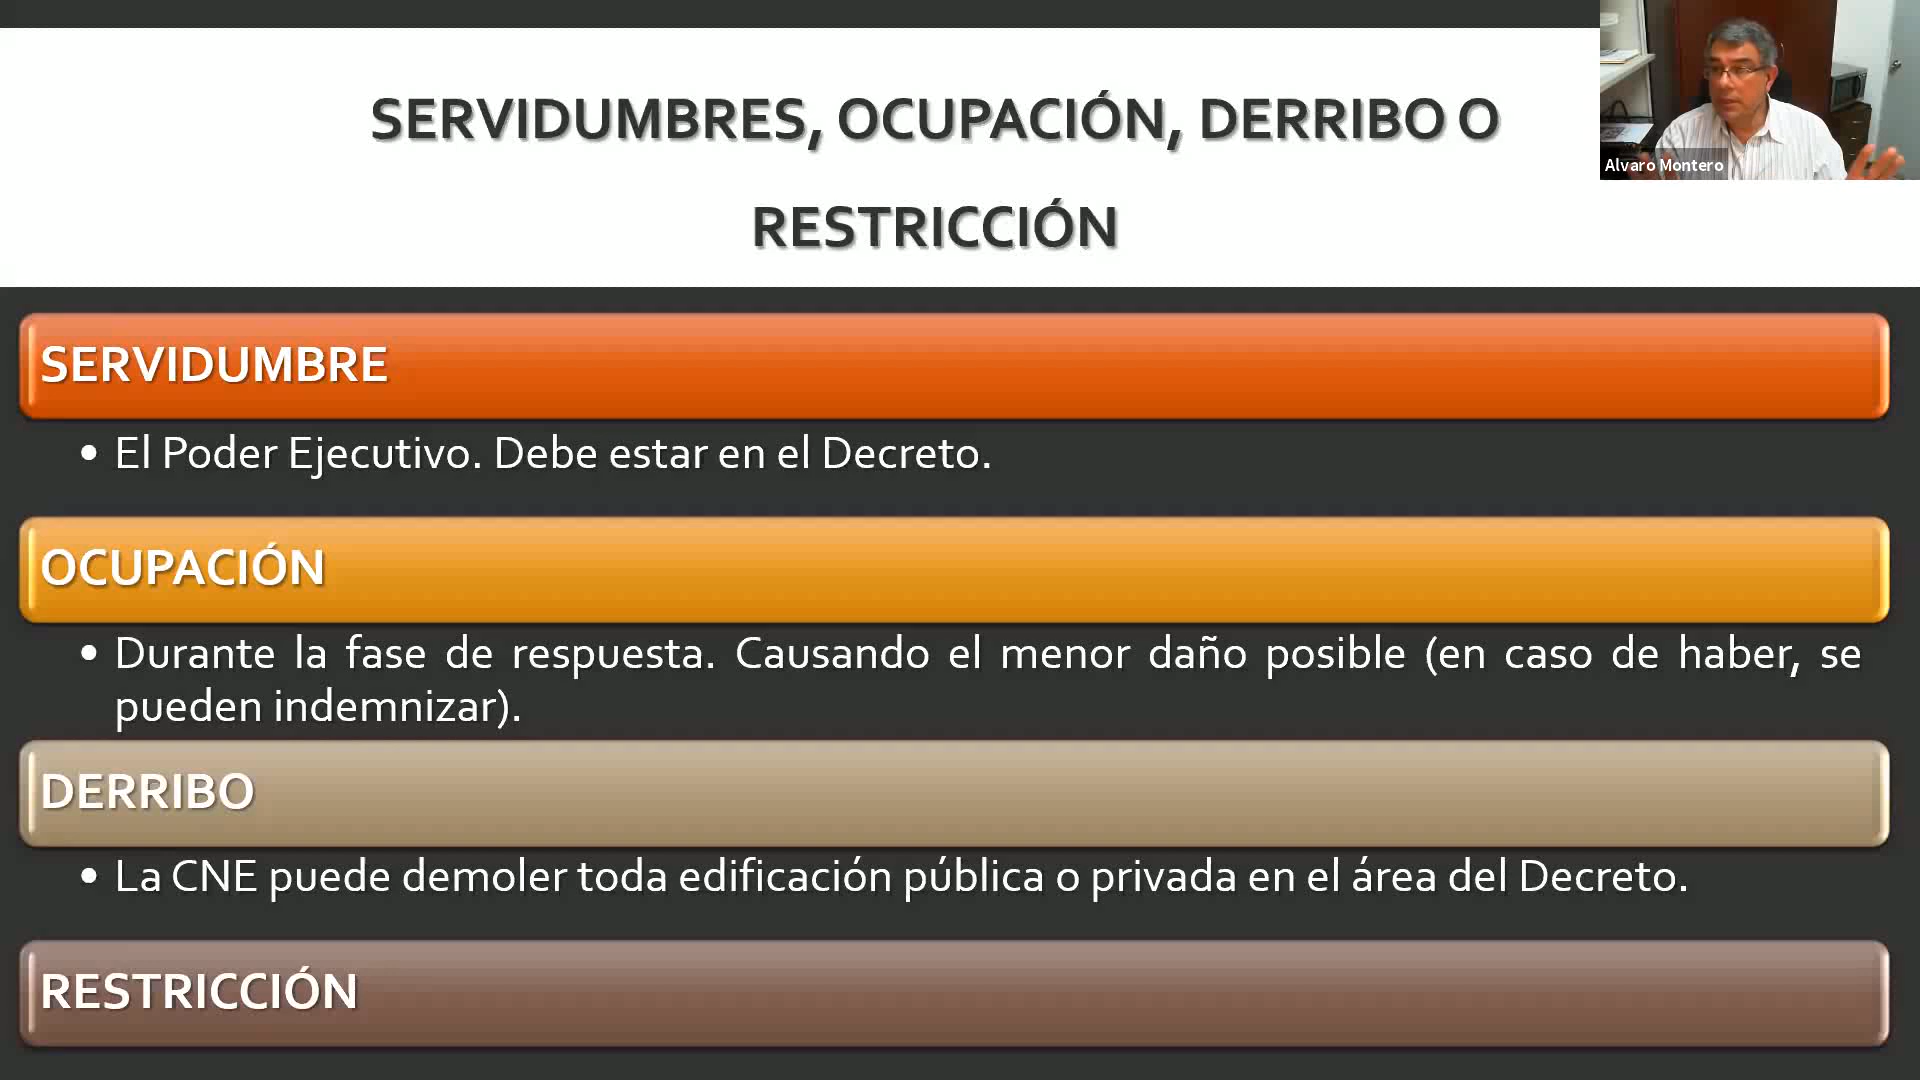 SERVIDUMBRES, OCUPACIÓN, DERRIBO O
RESTRICCIÓN
Alvaro Montero
SERVIDUMBRE
• El Poder Ejecutivo. Debe estar en el Decreto.
OCUPACIÓN
• Durante la fase de respuesta. Causando el menor daño posible (en caso de haber, se
pueden indemnizar).
DERRIBO
• La CNE puede demoler toda edificación pública o privada en el área del Decreto.
RESTRICCIÓN